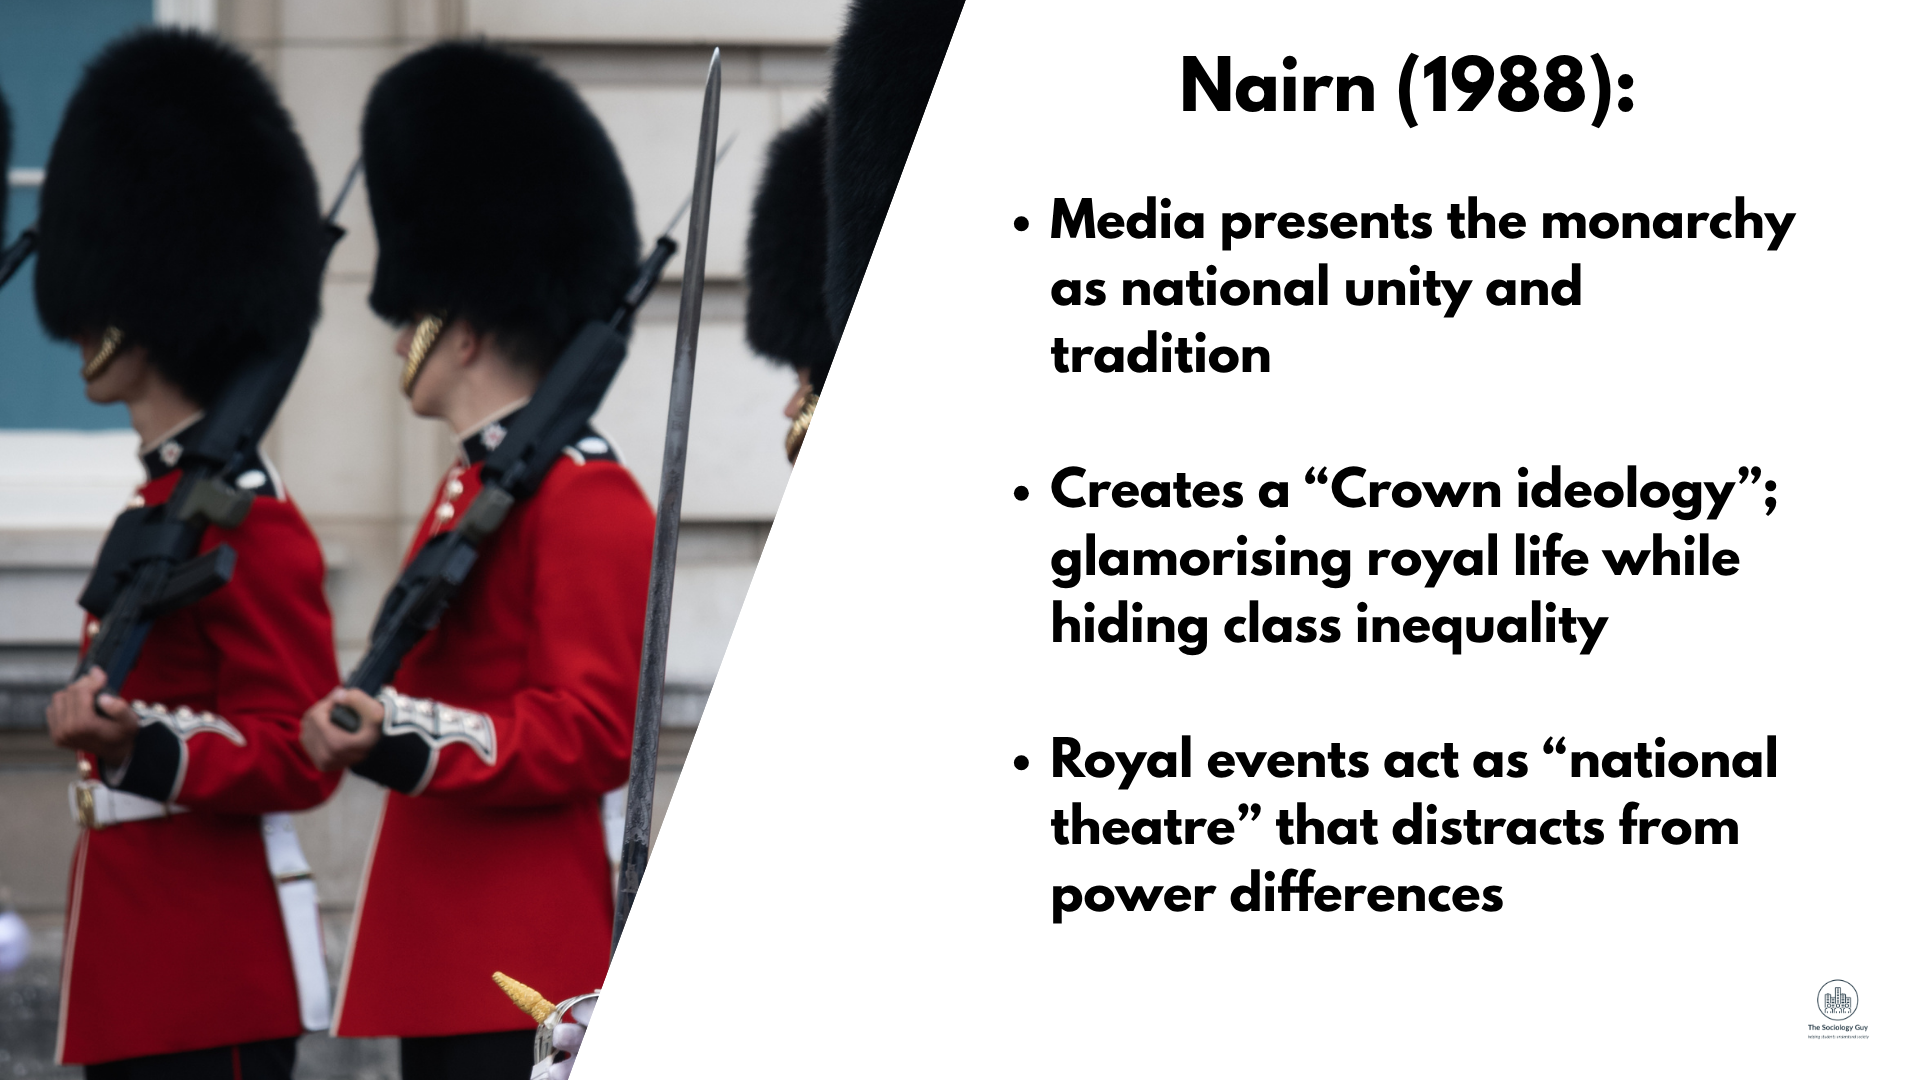 Nairn (1988):
• Media presents the monarchy
as national unity and
tradition
• Creates a “Crown ideology”;
glamorising royal life while
hiding class inequality
• Royal events act as “national
theatre” that distracts from
power differences
The Sociology Guy